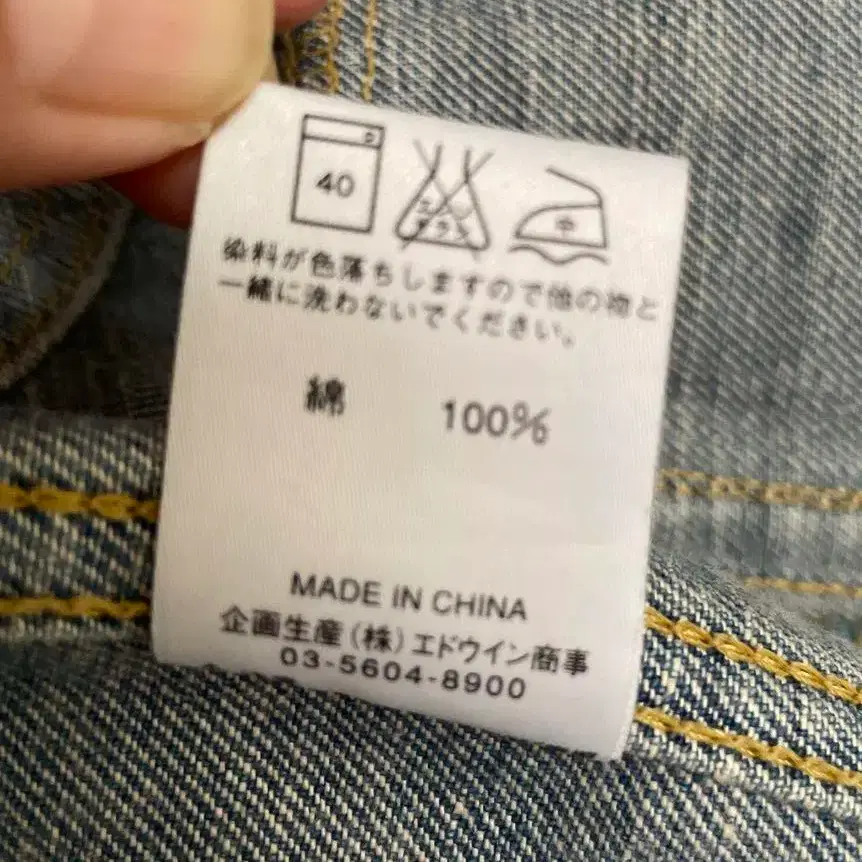 40
エンソ
サラシ
中
染料が色落ちしますので他の物と
一緒に洗わないでください。
綿 100%
MADE IN CHINA
企画生産(株)エドウイン商事
03-5604-8900